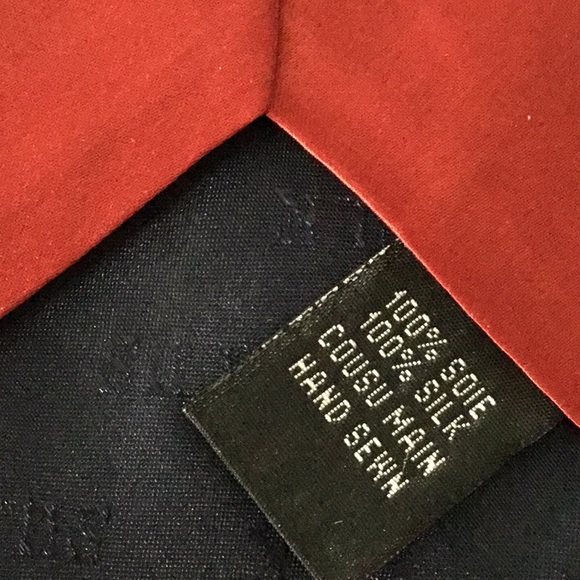 100% SOIE
100% SILK
COUSU MAIN
HAND SEWN